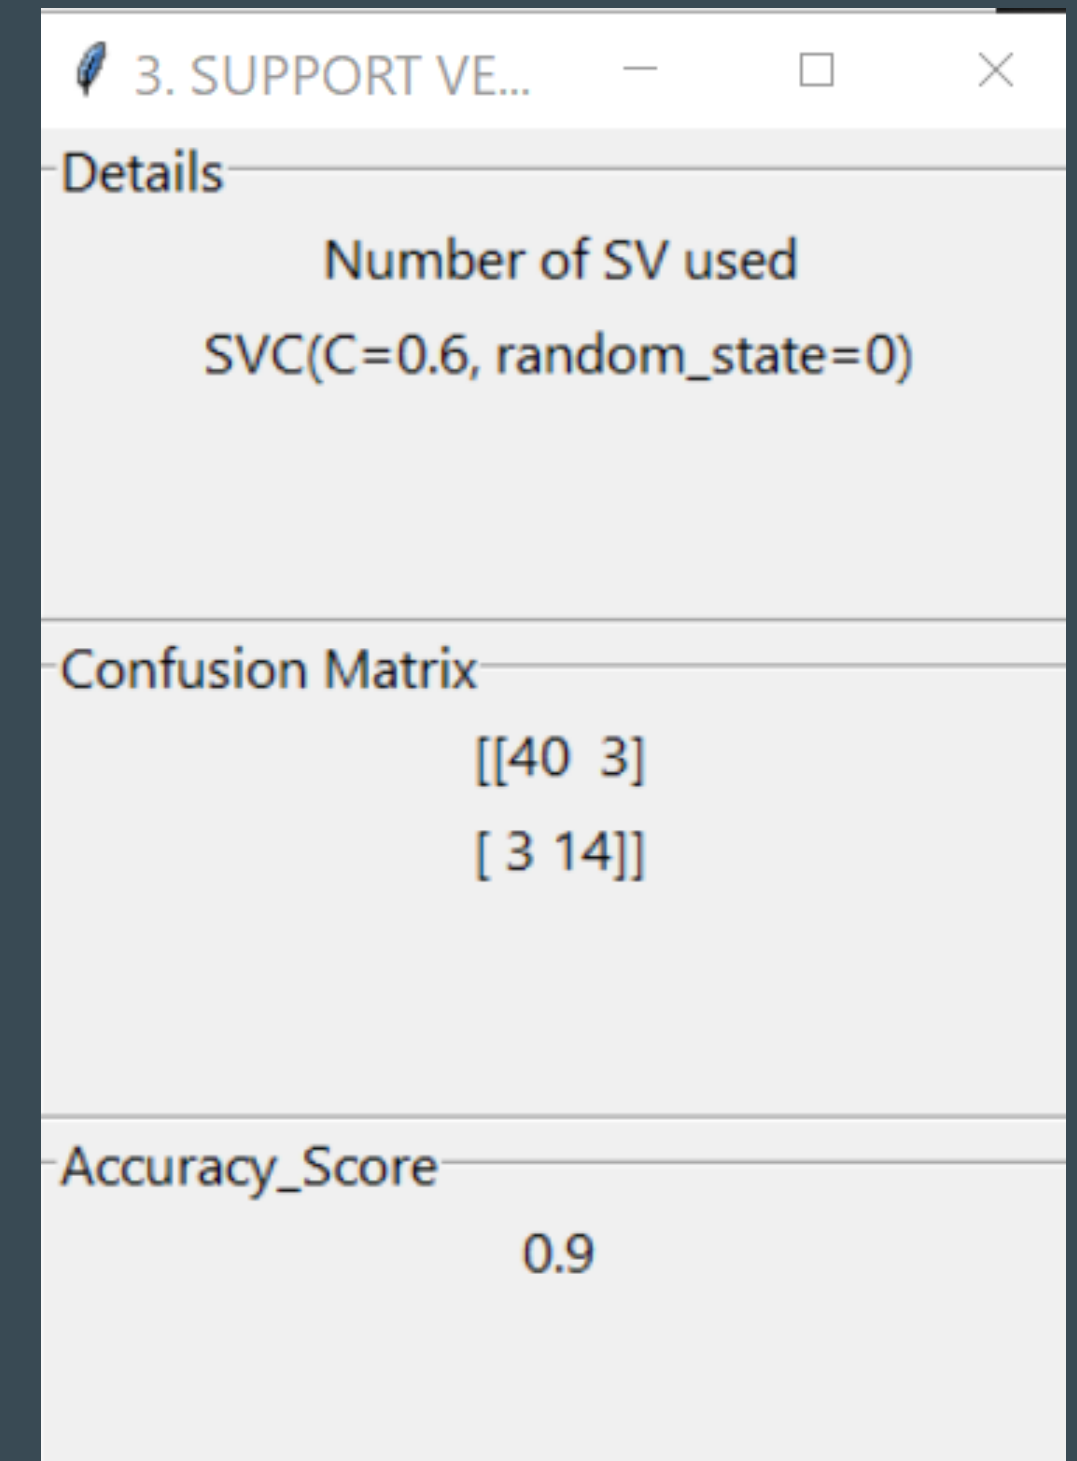 3. SUPPORT VE...
Details
Number of SV used
SVC(C=0.6, random_state=0)
Confusion Matrix
[[40  3]
[ 3 14]]
Accuracy_Score
0.9